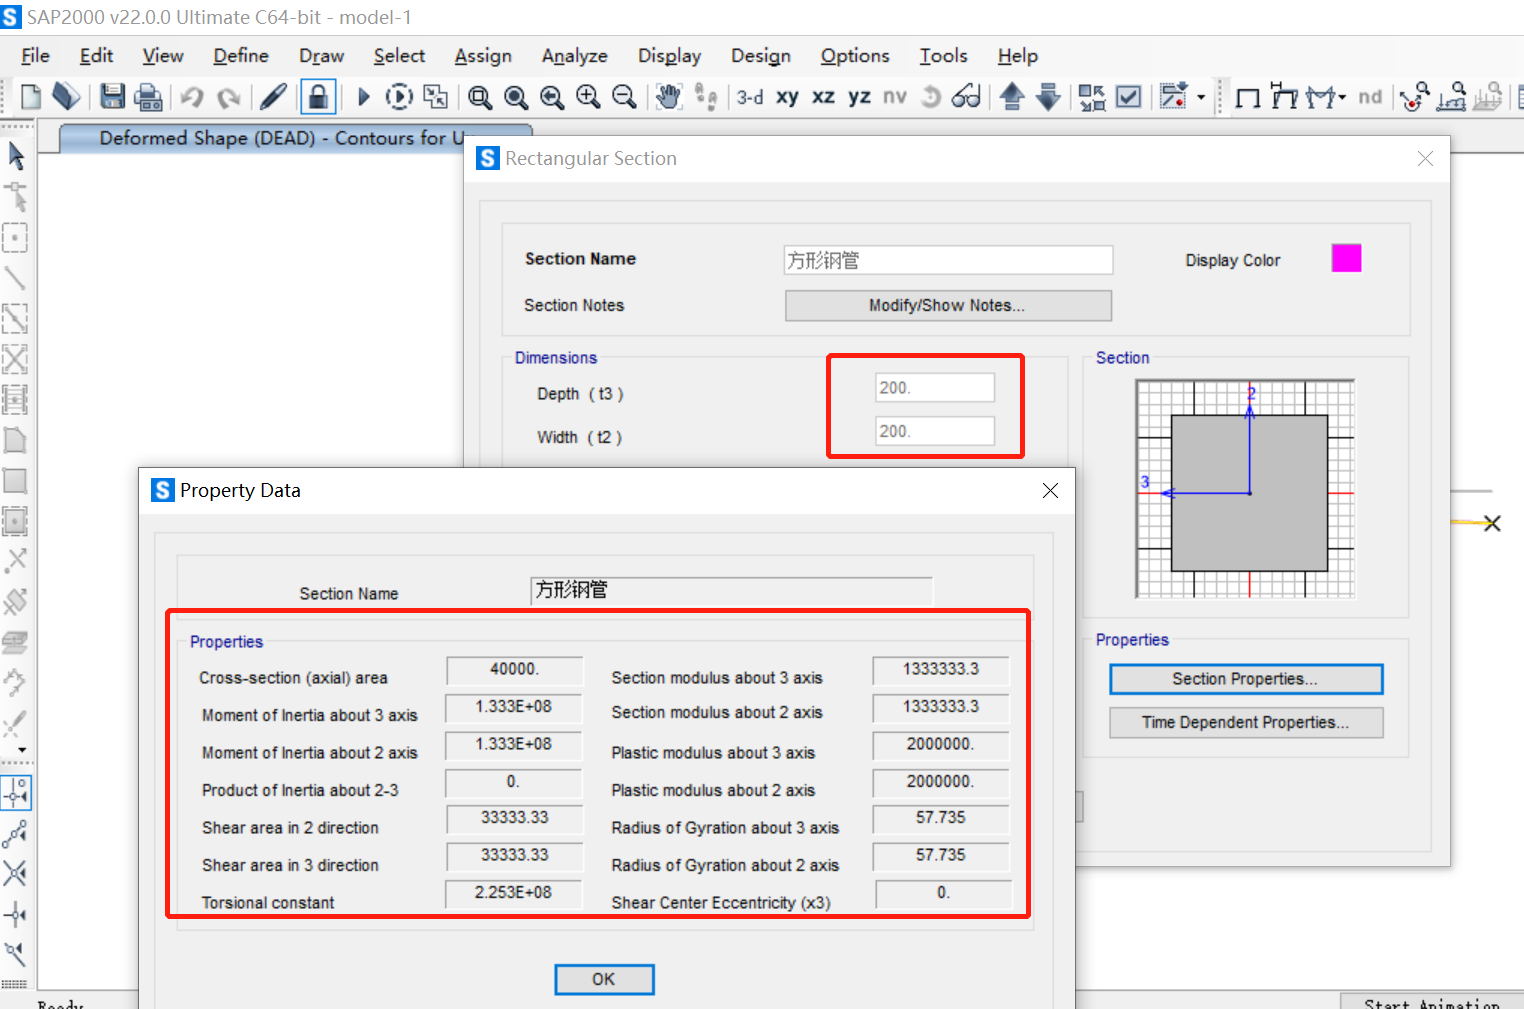 SAP2000 v22.0.0 Ultimate C64-bit - model-1
File Edit View Define Draw Select Assign Analyze Display Design Options Tools Help
3-d xy xz yz nv nd
Deformed Shape (DEAD) - Contours for U
Rectangular Section
Section Name 方形钢管 Display Color
Section Notes Modify/Show Notes...
Dimensions
Depth ( t3 ) 200.
Width ( t2 ) 200.
Section
2
3
Properties
Section Properties...
Time Dependent Properties...
Property Data
Section Name 方形钢管
Properties
Cross-section (axial) area 40000. Section modulus about 3 axis 1333333.3
Moment of Inertia about 3 axis 1.333E+08 Section modulus about 2 axis 1333333.3
Moment of Inertia about 2 axis 1.333E+08 Plastic modulus about 3 axis 2000000.
Product of Inertia about 2-3 0. Plastic modulus about 2 axis 2000000.
Shear area in 2 direction 33333.33 Radius of Gyration about 3 axis 57.735
Shear area in 3 direction 33333.33 Radius of Gyration about 2 axis 57.735
Torsional constant 2.253E+08 Shear Center Eccentricity (x3) 0.
OK
Ready Start Animation